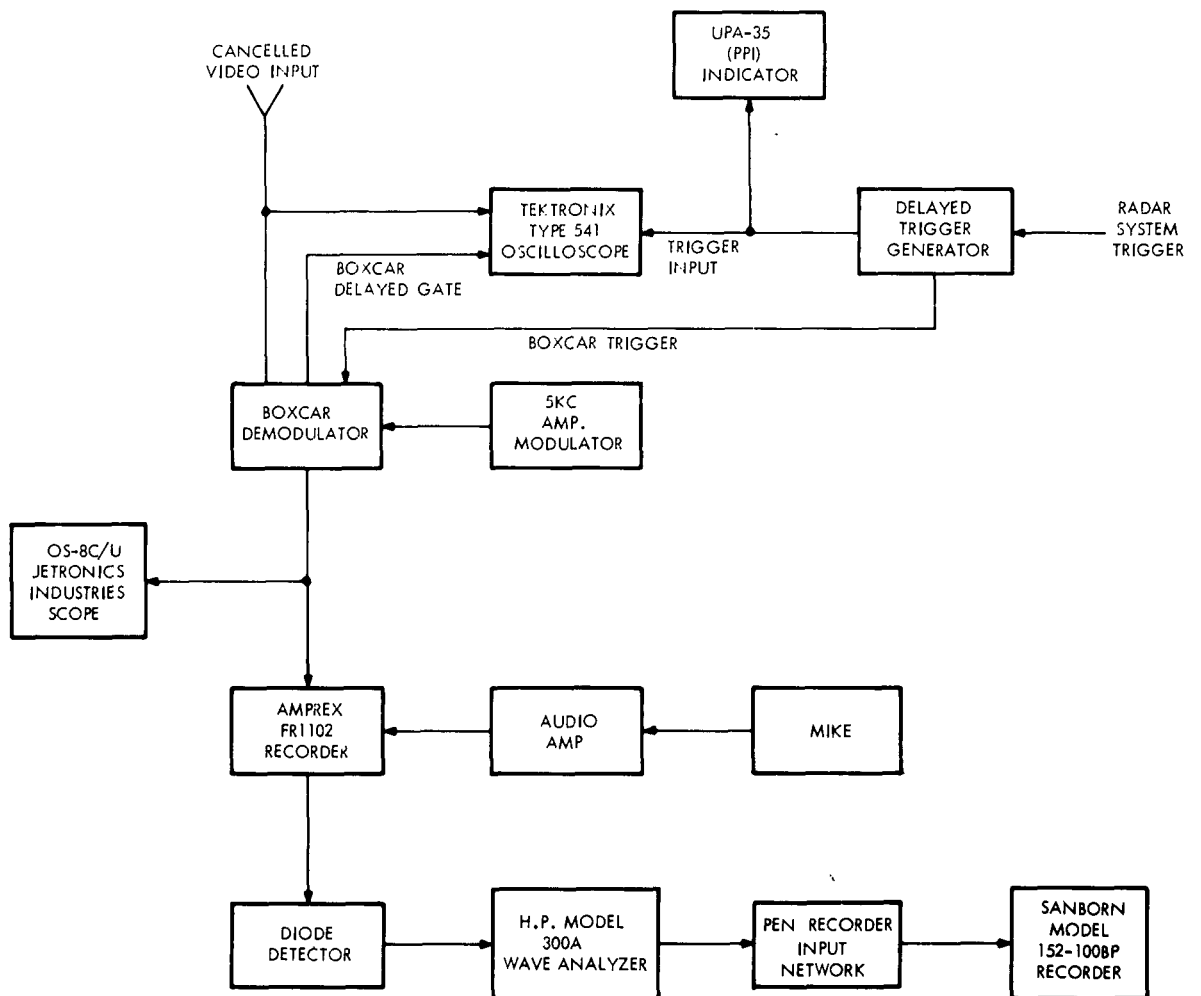 UPA-35
(PPI)
INDICATOR
CANCELLED
VIDEO INPUT
TEKTRONIX
TYPE 541
OSCILLOSCOPE
TRIGGER
INPUT
DELAYED
TRIGGER
GENERATOR
RADAR
SYSTEM
TRIGGER
BOXCAR
DELAYED GATE
BOXCAR TRIGGER
BOXCAR
DEMODULATOR
5KC
AMP.
MODULATOR
OS-8C/U
JETRONICS
INDUSTRIES
SCOPE
AMPREX
FR1102
RECORDER
AUDIO
AMP
MIKE
DIODE
DETECTOR
H.P. MODEL
300A
WAVE ANALYZER
PEN RECORDER
INPUT
NETWORK
SANBORN
MODEL
152-100BP
RECORDER